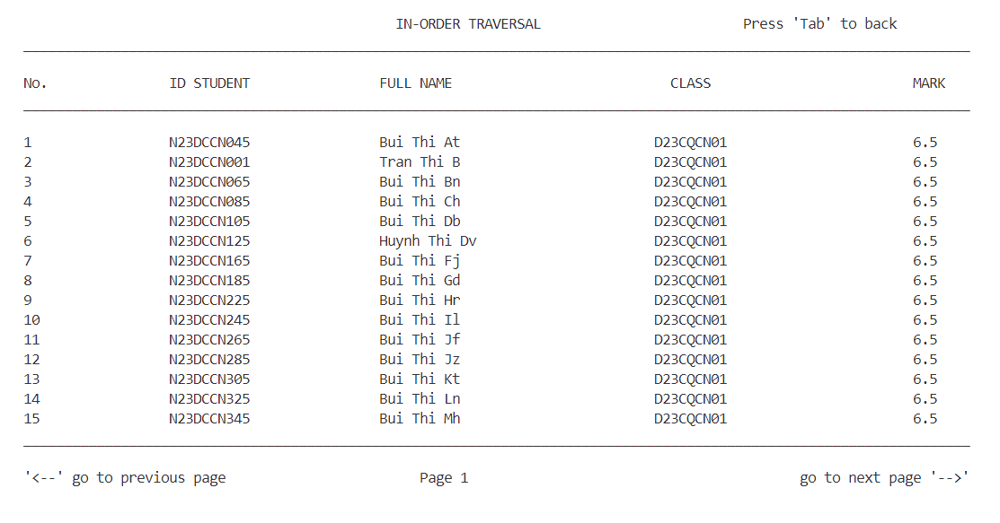 IN-ORDER TRAVERSAL Press 'Tab' to back
No. ID STUDENT FULL NAME CLASS MARK
1 N23DCCN045 Bui Thi At D23CQCN01 6.5
2 N23DCCN001 Tran Thi B D23CQCN01 6.5
3 N23DCCN065 Bui Thi Bn D23CQCN01 6.5
4 N23DCCN085 Bui Thi Ch D23CQCN01 6.5
5 N23DCCN105 Bui Thi Db D23CQCN01 6.5
6 N23DCCN125 Huynh Thi Dv D23CQCN01 6.5
7 N23DCCN165 Bui Thi Fj D23CQCN01 6.5
8 N23DCCN185 Bui Thi Gd D23CQCN01 6.5
9 N23DCCN225 Bui Thi Hr D23CQCN01 6.5
10 N23DCCN245 Bui Thi Il D23CQCN01 6.5
11 N23DCCN265 Bui Thi Jf D23CQCN01 6.5
12 N23DCCN285 Bui Thi Jz D23CQCN01 6.5
13 N23DCCN305 Bui Thi Kt D23CQCN01 6.5
14 N23DCCN325 Bui Thi Ln D23CQCN01 6.5
15 N23DCCN345 Bui Thi Mh D23CQCN01 6.5
'<--' go to previous page Page 1 go to next page '-->'